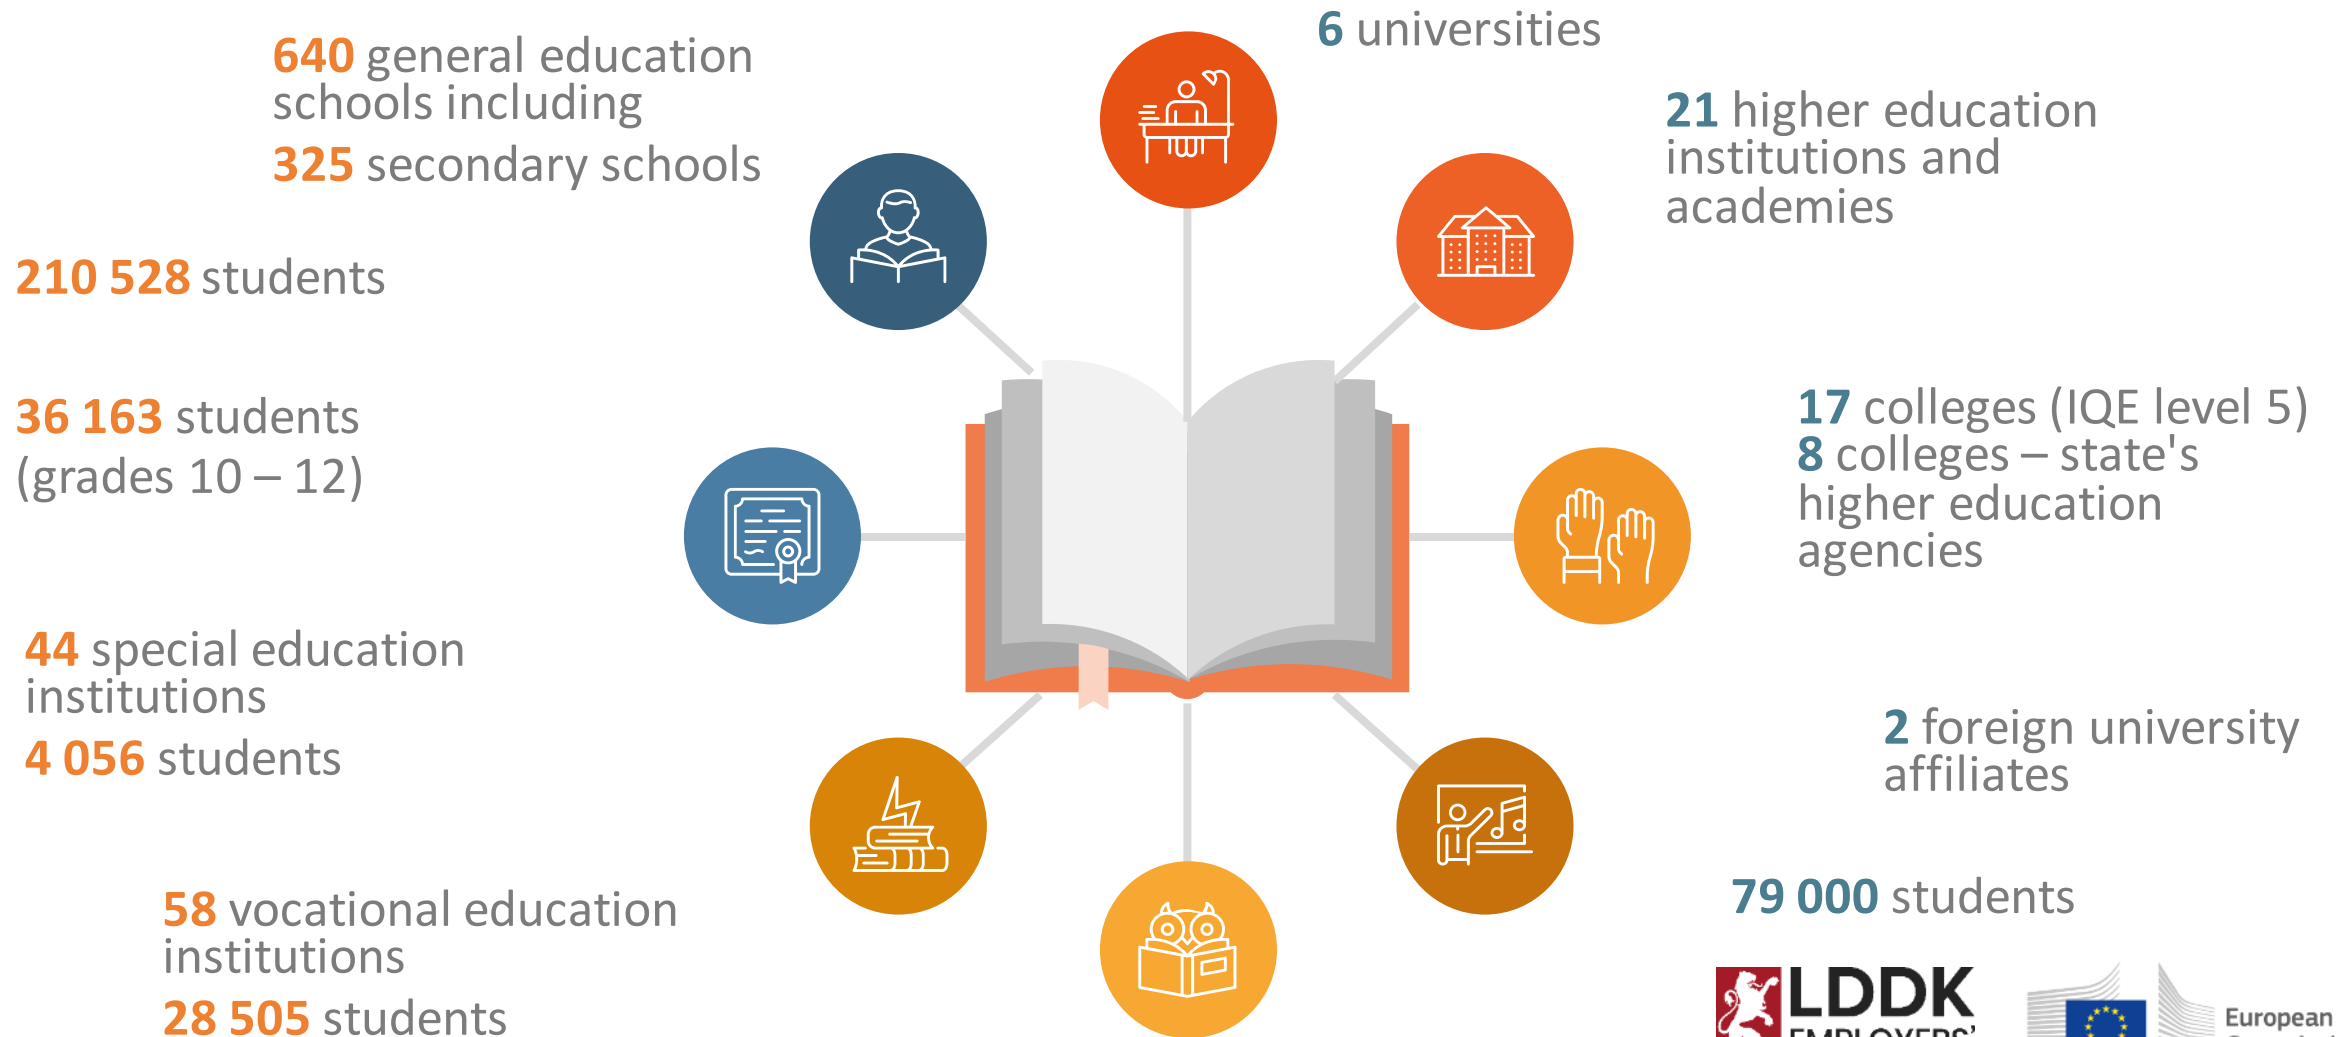 640 general education
schools including
325 secondary schools
210 528 students
36 163 students
(grades 10 – 12)
44 special education
institutions
4 056 students
58 vocational education
institutions
28 505 students
6 universities
21 higher education
institutions and
academies
17 colleges (IQE level 5)
8 colleges – state's
higher education
agencies
2 foreign university
affiliates
79 000 students
LDDK
EMPLOYERS'
European